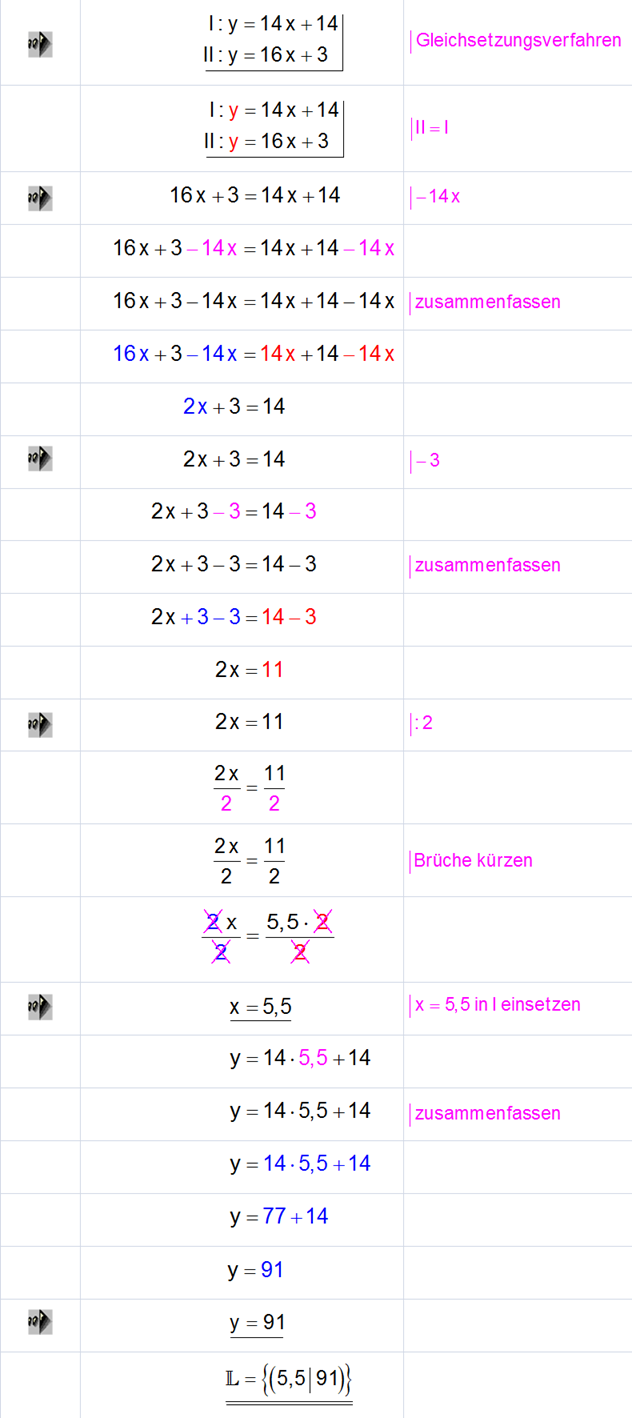 I : y = 14x + 14
II : y = 16x + 3
|Gleichsetzungsverfahren
I : y = 14x + 14
II : y = 16x + 3
|II = I
16x + 3 = 14x + 14 |− 14x
16x + 3 − 14x = 14x + 14 − 14x
16x + 3 − 14x = 14x + 14 − 14x |zusammenfassen
16x + 3 − 14x = 14x + 14 − 14x
2x + 3 = 14
2x + 3 = 14 |− 3
2x + 3 − 3 = 14 − 3
2x + 3 − 3 = 14 − 3 |zusammenfassen
2x + 3 − 3 = 14 − 3
2x = 11
2x = 11 |: 2
2x/2 = 11/2
2x/2 = 11/2 |Brüche kürzen
2x/2 = 5,5 · 2/2
x = 5,5 |x = 5,5 in I einsetzen
y = 14 · 5,5 + 14
y = 14 · 5,5 + 14 |zusammenfassen
y = 14 · 5,5 + 14
y = 77 + 14
y = 91
y = 91
𝕃 = {(5,5 | 91)}